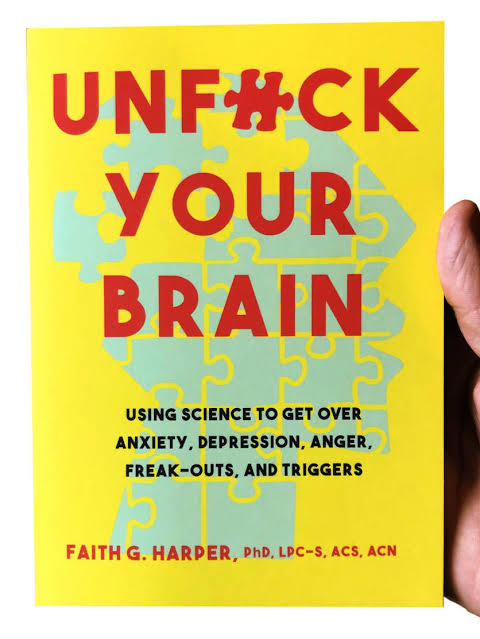 UNF#CK
YOUR
BRAIN
USING SCIENCE TO GET OVER
ANXIETY, DEPRESSION, ANGER,
FREAK-OUTS, AND TRIGGERS
FAITH G. HARPER, PhD, LPC-S, ACS, ACN